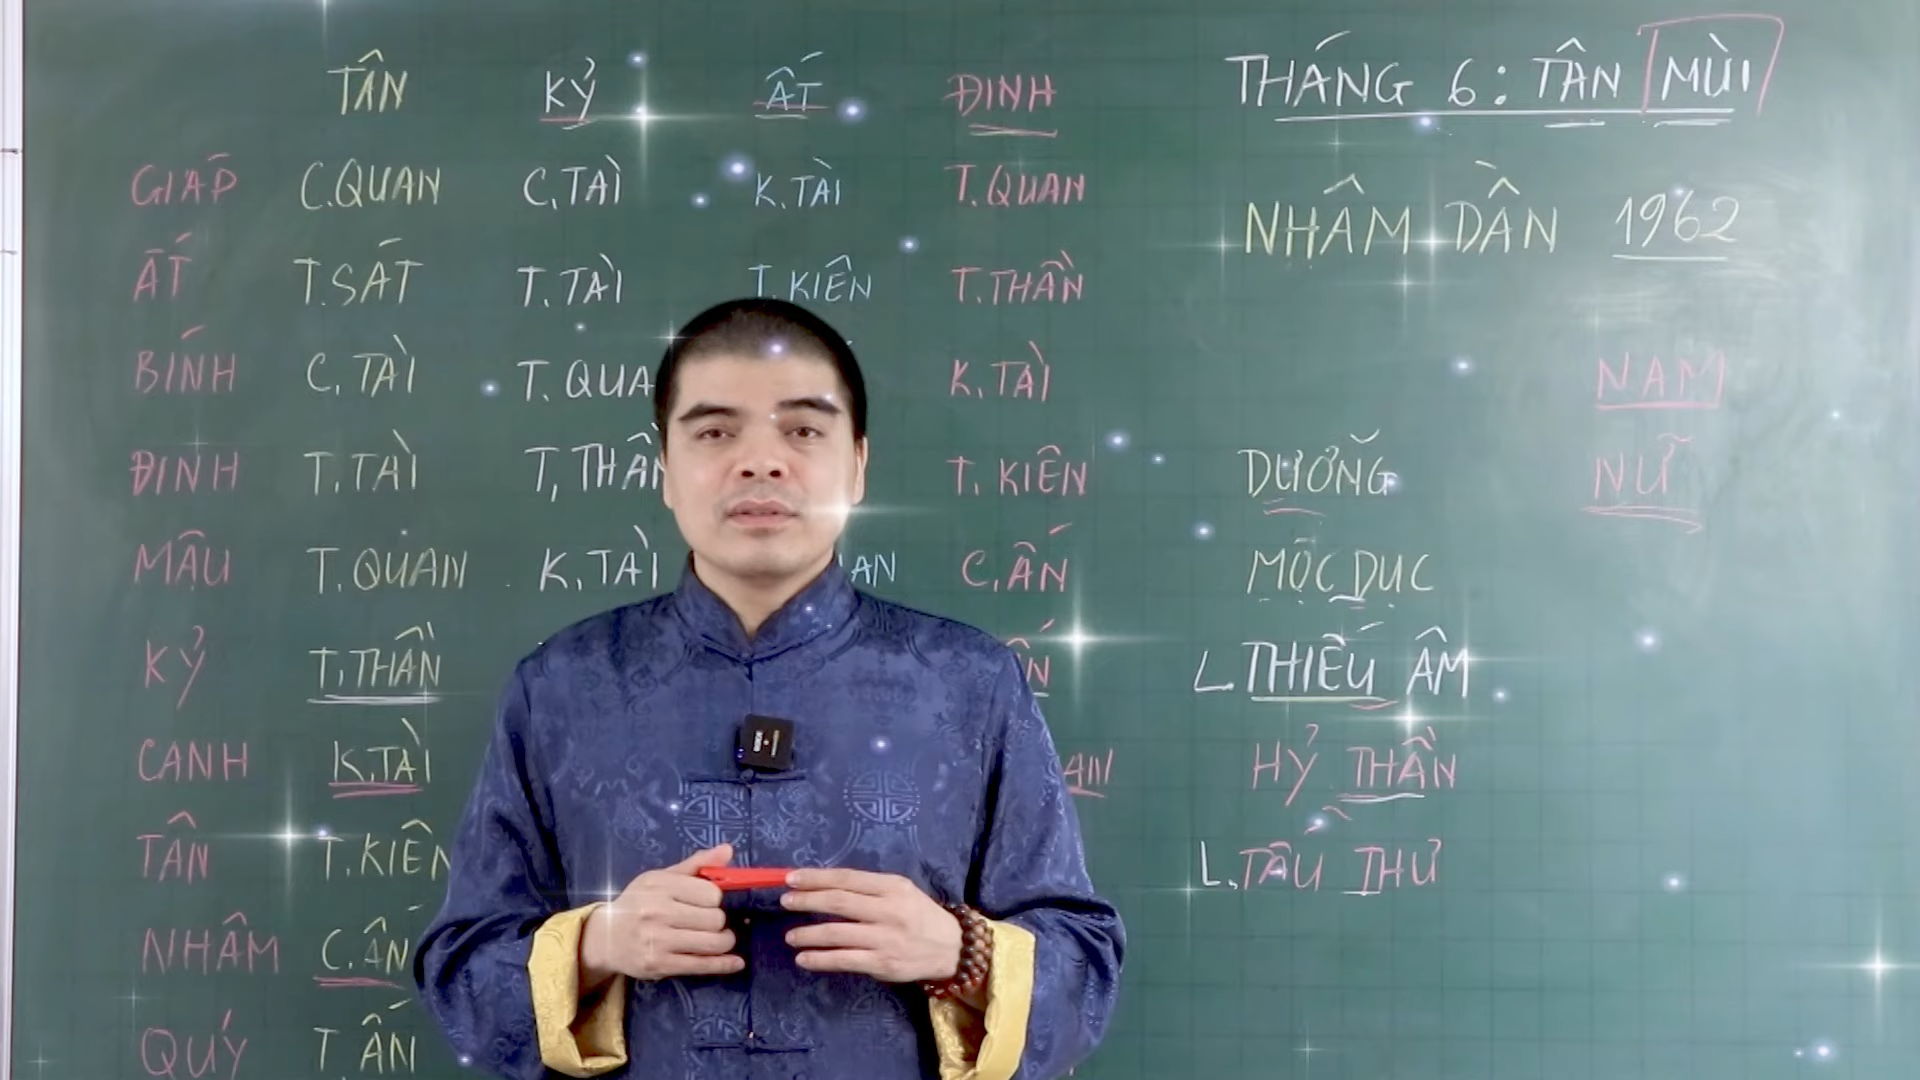 TÂN KỶ ẤT ĐINH
GIÁP C.QUAN C.TÀI K.TÀI T.QUAN
ẤT T.SÁT T.TÀI T.KIÊN T.THẦN
BÍNH C.TÀI T.QUA K.TÀI
ĐINH T.TÀI T.THẦN T.KIÊN
MẬU T.QUAN K.TÀI AN C.ẤN
KỶ T.THẦN ẤN
CANH K.TÀI
TÂN T.KIÊN
NHÂM C.ẤN
QUÝ T ẤN
THÁNG 6: TÂN MÙI
NHÂM DẦN 1962
NAM
DƯỠNG NỮ
MỘC DỤC
L.THIẾU ÂM
HỶ THẦN
L.TẤU THƯ